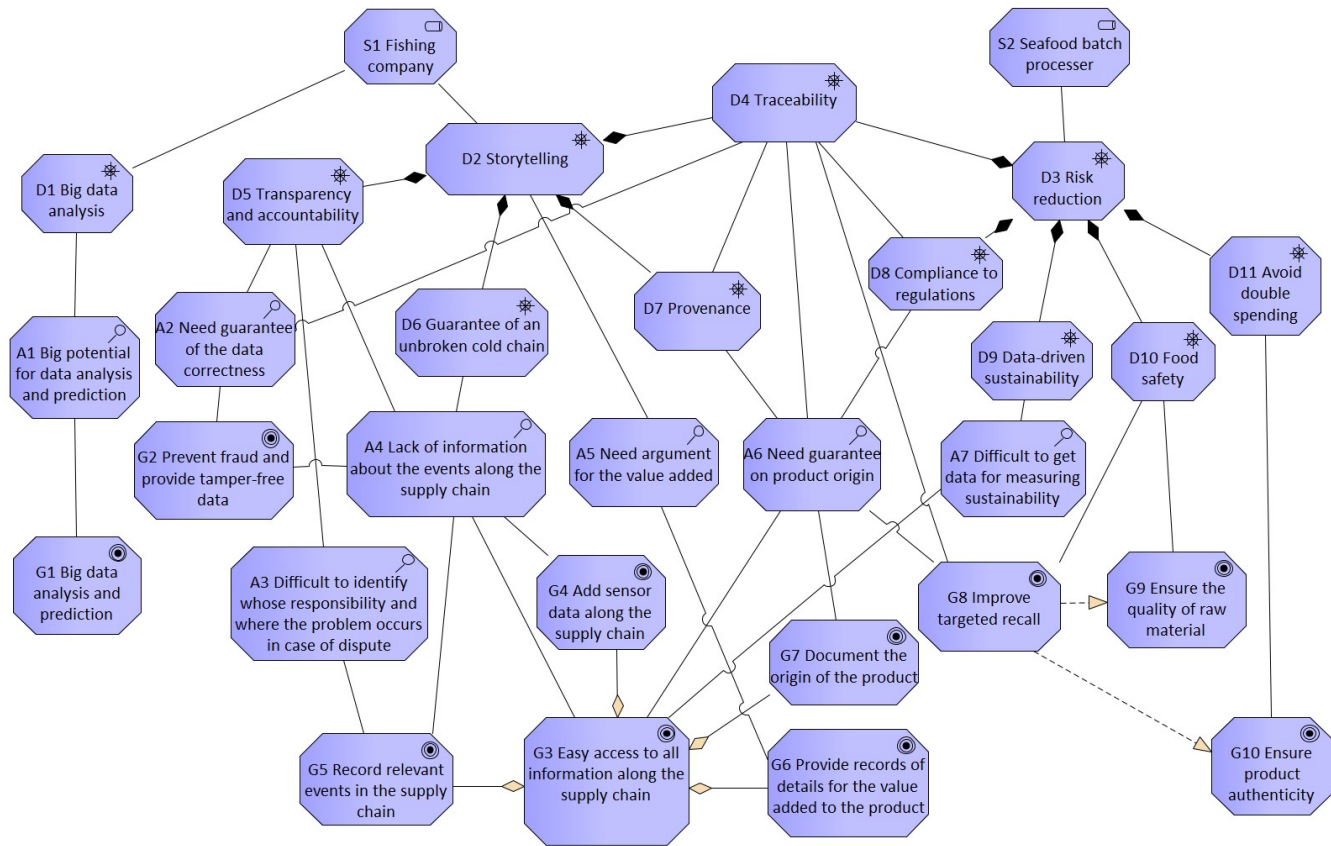 S1 Fishing
company
S2 Seafood batch
processer
D4 Traceability
D2 Storytelling
D1 Big data
analysis
D5 Transparency
and accountability
D3 Risk
reduction
D8 Compliance to
regulations
D11 Avoid
double
spending
D7 Provenance
D6 Guarantee of an
unbroken cold chain
A2 Need guarantee
of the data
correctness
A1 Big potential
for data analysis
and prediction
D9 Data-driven
sustainability
D10 Food
safety
G2 Prevent fraud and
provide tamper-free
data
A4 Lack of information
about the events along the
supply chain
A5 Need argument
for the value added
A6 Need guarantee
on product origin
A7 Difficult to get
data for measuring
sustainability
G1 Big data
analysis and
prediction
A3 Difficult to identify
whose responsibility and
where the problem occurs
in case of dispute
G4 Add sensor
data along the
supply chain
G8 Improve
targeted recall
G9 Ensure the
quality of raw
material
G7 Document the
origin of the product
G5 Record relevant
events in the supply
chain
G3 Easy access to all
information along the
supply chain
G6 Provide records of
details for the value
added to the product
G10 Ensure
product
authenticity